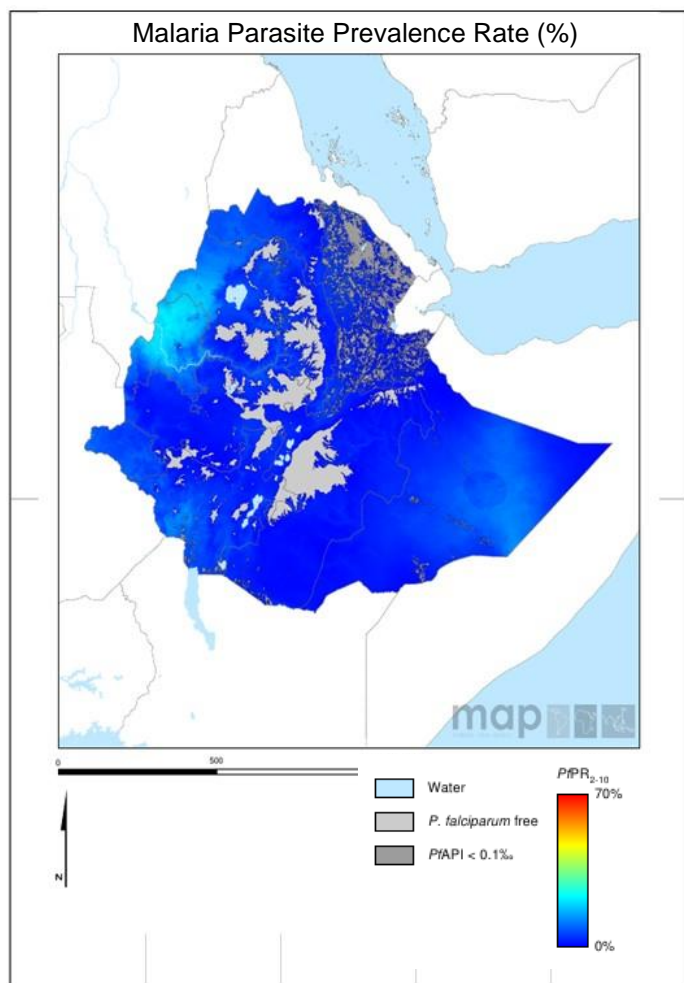 Malaria Parasite Prevalence Rate (%)
map
0 500
Water
P. falciparum free
PfAPI < 0.1‰
PfPR2-10
70%
0%
N